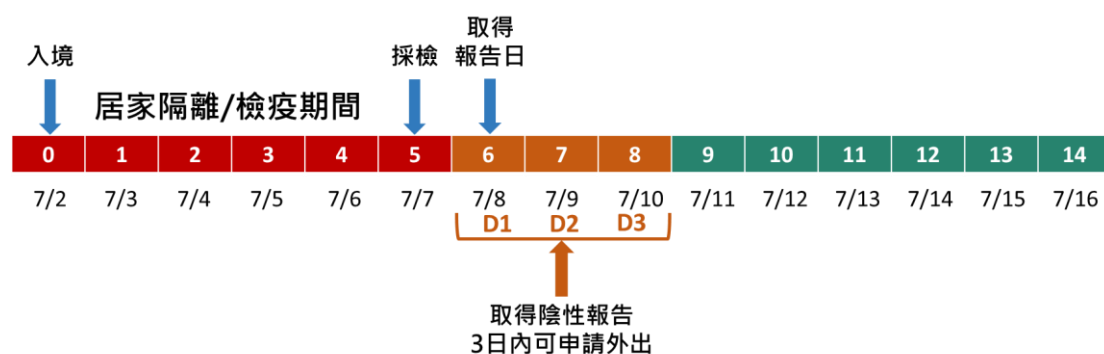 取得
入境 採檢 報告日
居家隔離/檢疫期間
0 1 2 3 4 5 6 7 8 9 10 11 12 13 14
7/2 7/3 7/4 7/5 7/6 7/7 7/8 7/9 7/10 7/11 7/12 7/13 7/14 7/15 7/16
D1 D2 D3
取得陰性報告
3日內可申請外出